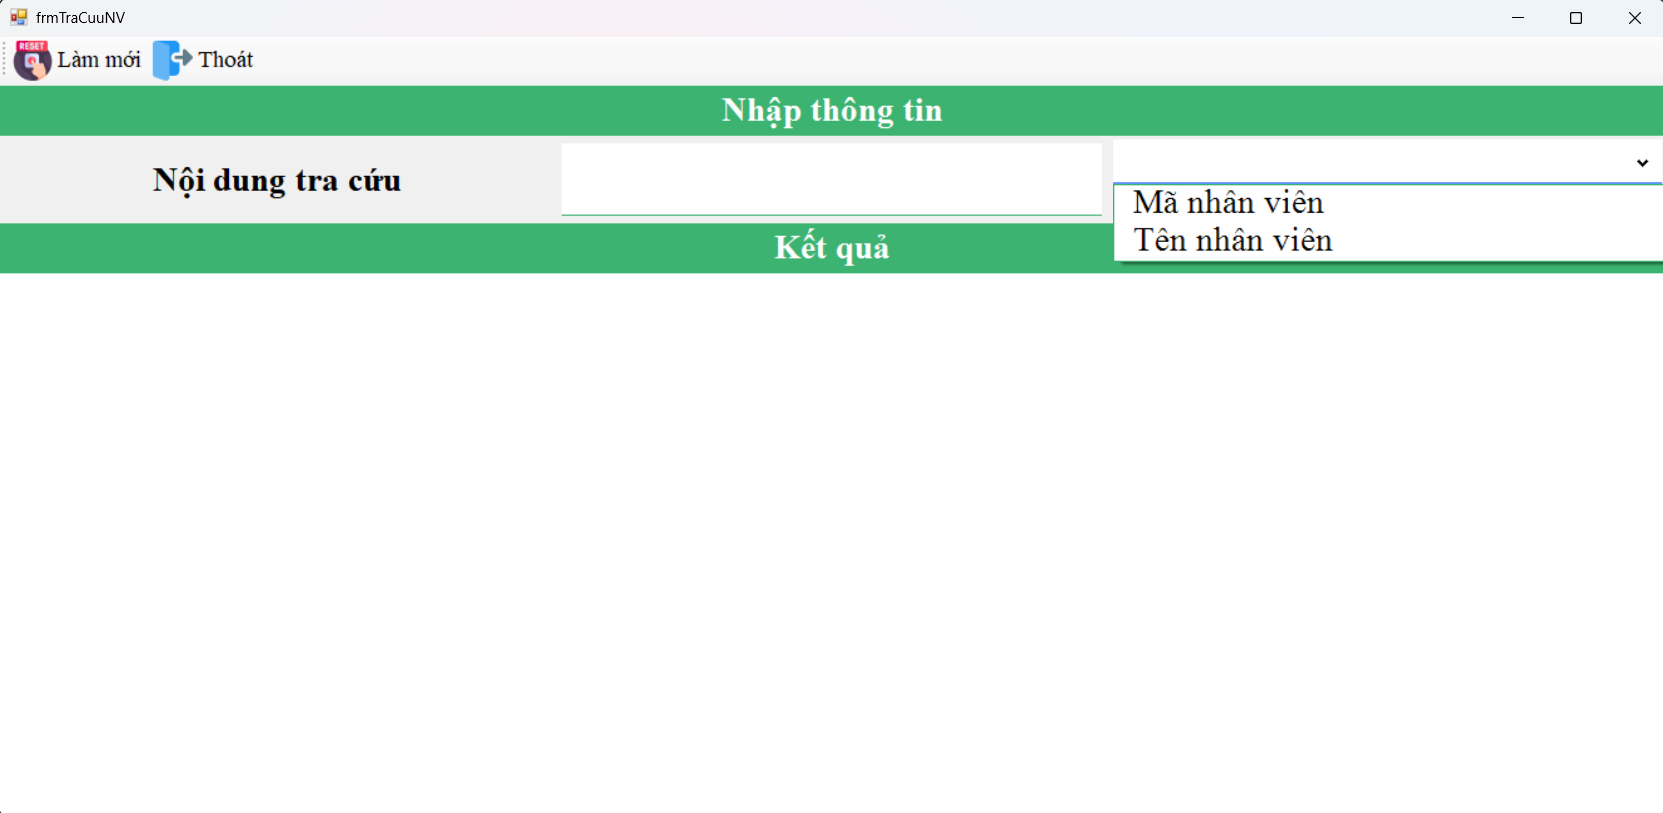 frmTraCuuNV
RESET
Làm mới
Thoát
Nhập thông tin
Nội dung tra cứu
Mã nhân viên
Tên nhân viên
Kết quả